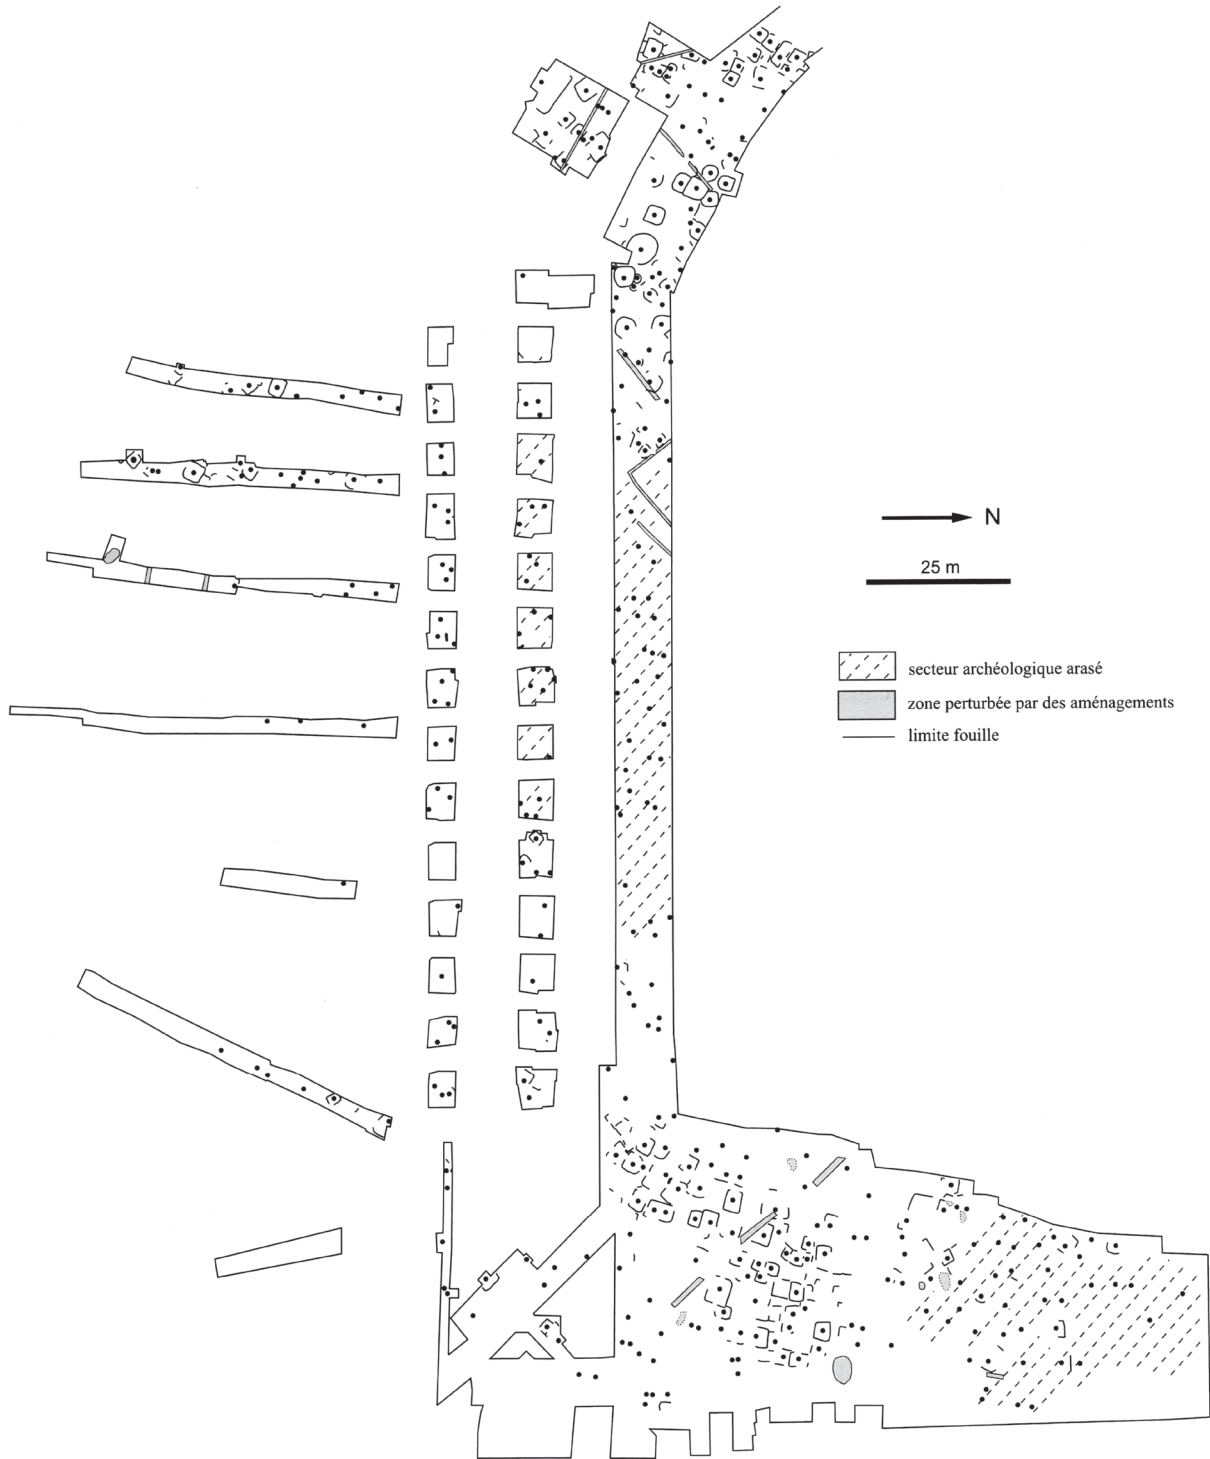 N
25 m
secteur archéologique arasé
zone perturbée par des aménagements
limite fouille